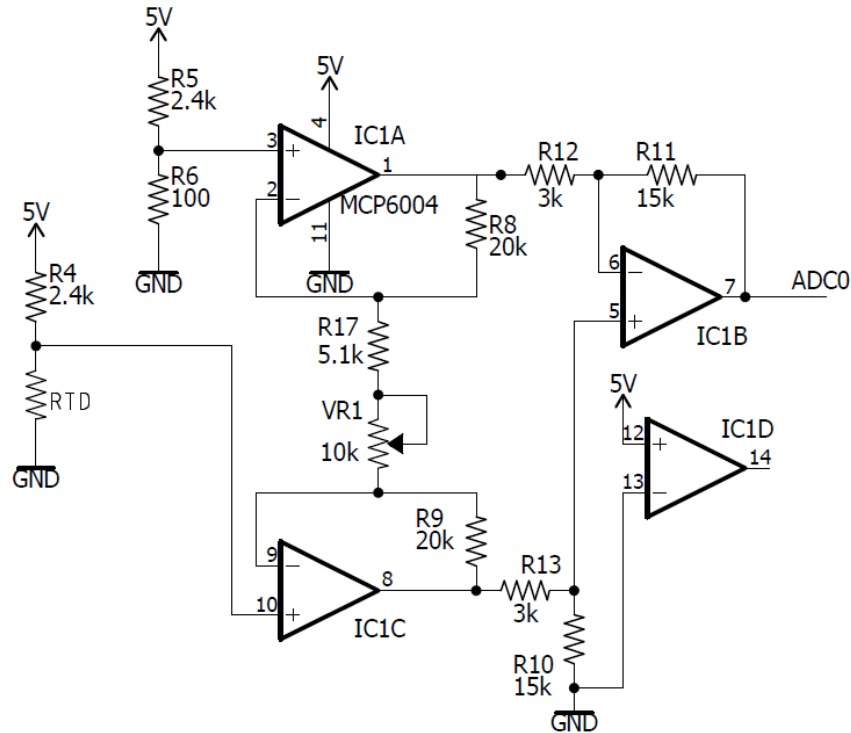 5V
R5
2.4k
5V
4
IC1A
3
+
1
R12
R11
R6
100
2
−
MCP6004
3k
15k
5V
11
R8
20k
R4
2.4k
GND
GND
6
−
7
ADC0
5
+
R17
5.1k
IC1B
RTD
5V
VR1
10k
12
+
IC1D
14
GND
13
−
R9
20k
9
−
8
R13
10
+
3k
IC1C
R10
15k
GND